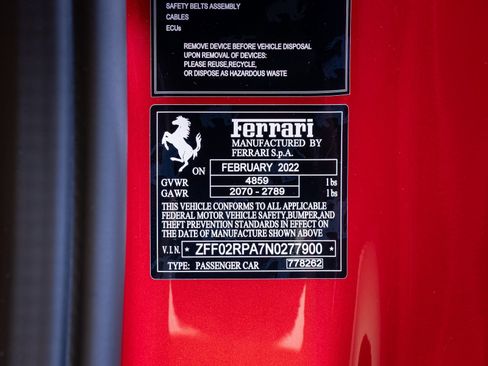 SAFETY BELTS ASSEMBLY
CABLES
ECUs
REMOVE DEVICE BEFORE VEHICLE DISPOSAL
UPON REMOVAL OF DEVICES:
PLEASE REUSE,RECYCLE,
OR DISPOSE AS HAZARDOUS WASTE
Ferrari
MANUFACTURED BY
FERRARI S.p.A.
ON FEBRUARY 2022
GVWR 4859 lbs
GAWR 2070 - 2789 lbs
THIS VEHICLE CONFORMS TO ALL APPLICABLE
FEDERAL MOTOR VEHICLE SAFETY,BUMPER,AND
THEFT PREVENTION STANDARDS IN EFFECT ON
THE DATE OF MANUFACTURE SHOWN ABOVE
V.I.N. * ZFF02RPA7N0277900 *
TYPE: PASSENGER CAR 778262